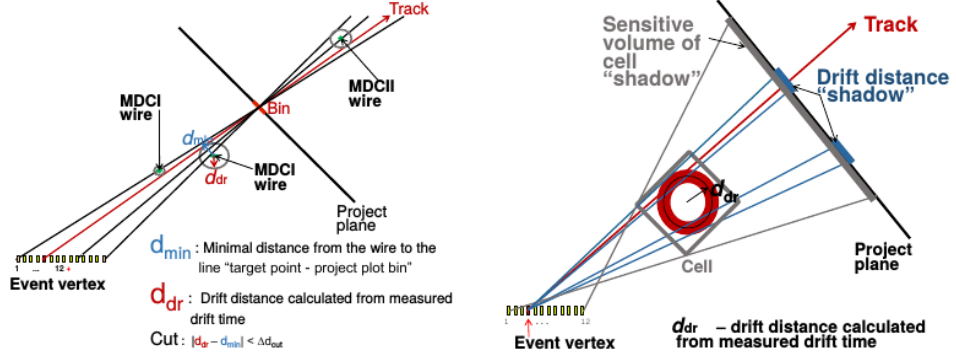 Track
MDCII
wire
MDCI
wire
Bin
dmin
MDCI
wire
ddr
Project
plane
1 ... 12 +
Event vertex
dmin : Minimal distance from the wire to the
line "target point - project plot bin"
ddr : Drift distance calculated from measured
drift time
Cut: |ddr – dmin| < Δdout
Sensitive
volume of
cell
"shadow"
Track
Drift distance
"shadow"
ddr
Cell
Project
plane
1 ... 12
Event vertex
ddr – drift distance calculated
from measured drift time